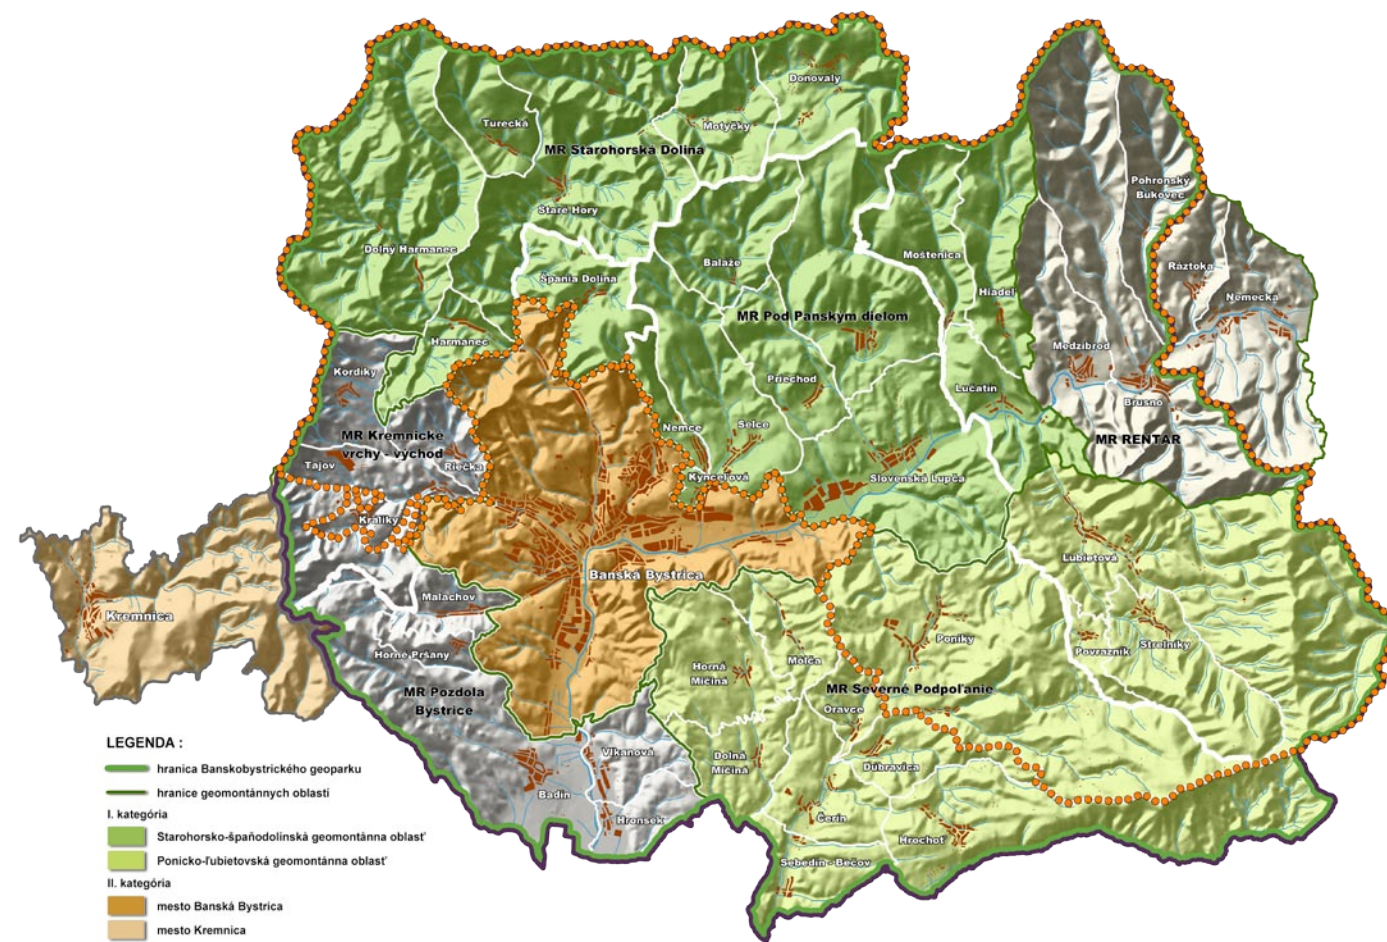 Donovaly
Turecká
Motyčky
MR Starohorská Dolina
Pohronský
Bukovec
Staré Hory
Dolný Harmanec
Moštenica
Balaže
Ráztoka
Špania Dolina
Nemecká
Hiadeľ
MR Pod Panským dielom
Harmanec
Medzibrod
Kordíky
Priechod
Lučatín
Brusno
Nemce
Selce
MR Kremnické
vrchy - východ
MR RENTAR
Tajov
Riečka
Kynceľová
Slovenská Ľupča
Králiky
Ľubietová
Banská Bystrica
Malachov
Kremnica
Poniky
Povrazník
Strelníky
Horné Pršany
Môlča
Horná
Mičiná
MR Pozdola
Bystrice
MR Severné Podpoľanie
Oravce
LEGENDA :
Vlkanová
Dolná
Mičiná
Dúbravica
hranica Banskobystrického geoparku
hranice geomontánnych oblastí
Badín
Hronsek
Čerín
I. kategória
Hrochoť
Starohorsko-špaňodolinská geomontánna oblasť
Ponicko-ľubietovská geomontánna oblasť
Sebedín - Bečov
II. kategória
mesto Banská Bystrica
mesto Kremnica